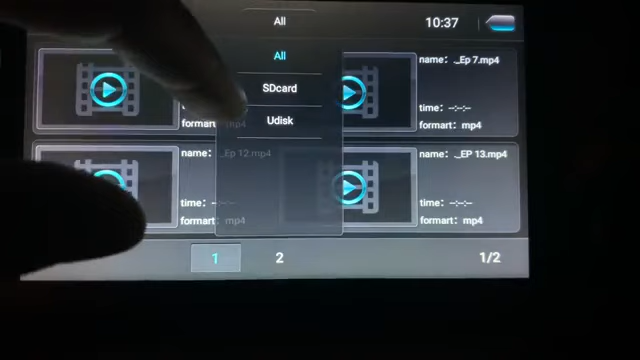 All
10:37
All
SDcard
Udisk
name: ._Ep 7.mp4
time: --:--:--
formart: mp4
formart: mp4
name: ._Ep 12.mp4
name: ._EP 13.mp4
time: --:--:--
formart: mp4
time: --:--:--
formart: mp4
1
2
1/2